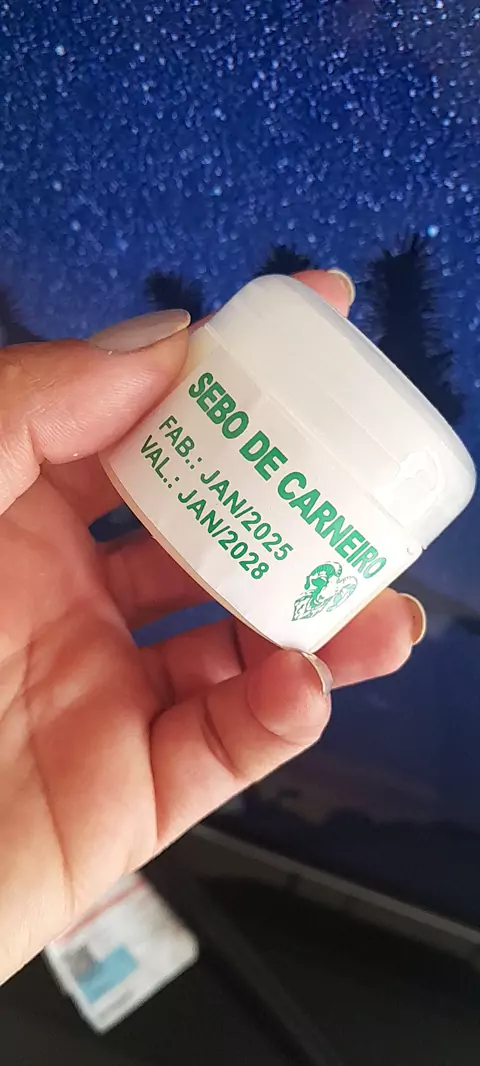 SEBO DE CARNEIRO
FAB.: JAN/2025
VAL.: JAN/2028